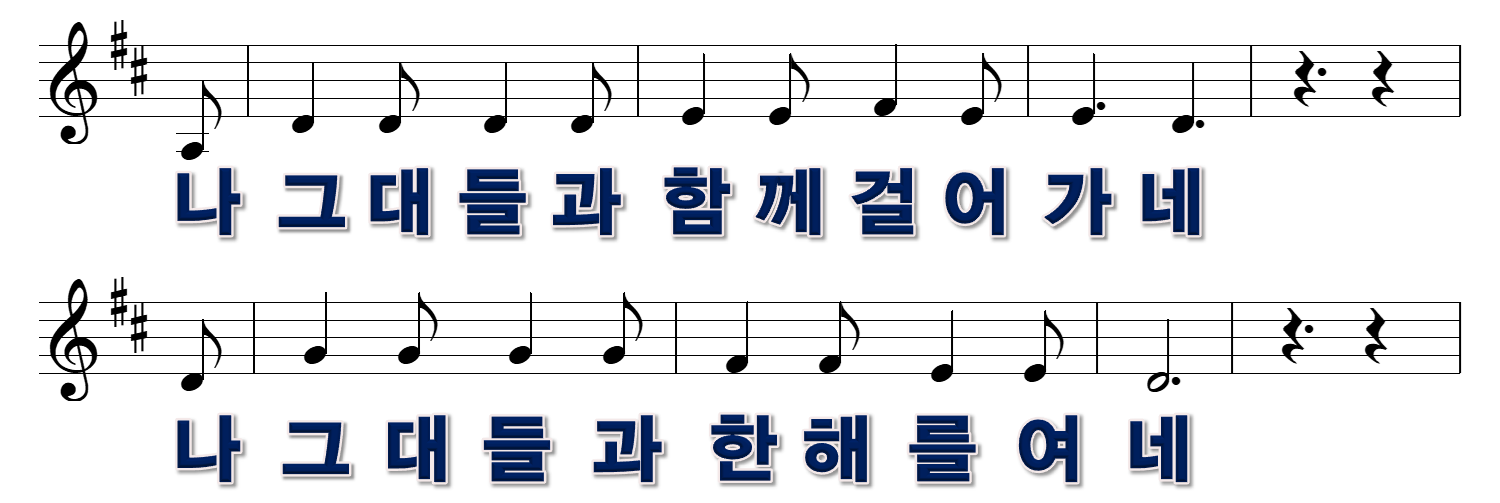 나 그 대 들 과 함 께 걸 어 가 네
나 그 대 들 과 한 해 를 여 네